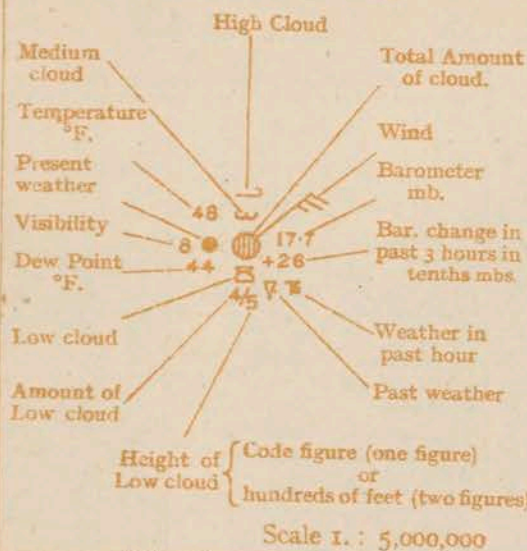 High Cloud
Medium cloud
Total Amount of cloud.
Temperature °F.
Wind
Present weather
Barometer mb.
48
Visibility
8
17·7
Bar. change in past 3 hours in tenths mbs.
Dew Point °F.
44
+26
4/5
Low cloud
Weather in past hour
Amount of Low cloud
Past weather
Height of Low cloud
Code figure (one figure)
or
hundreds of feet (two figures)
Scale 1. : 5,000,000